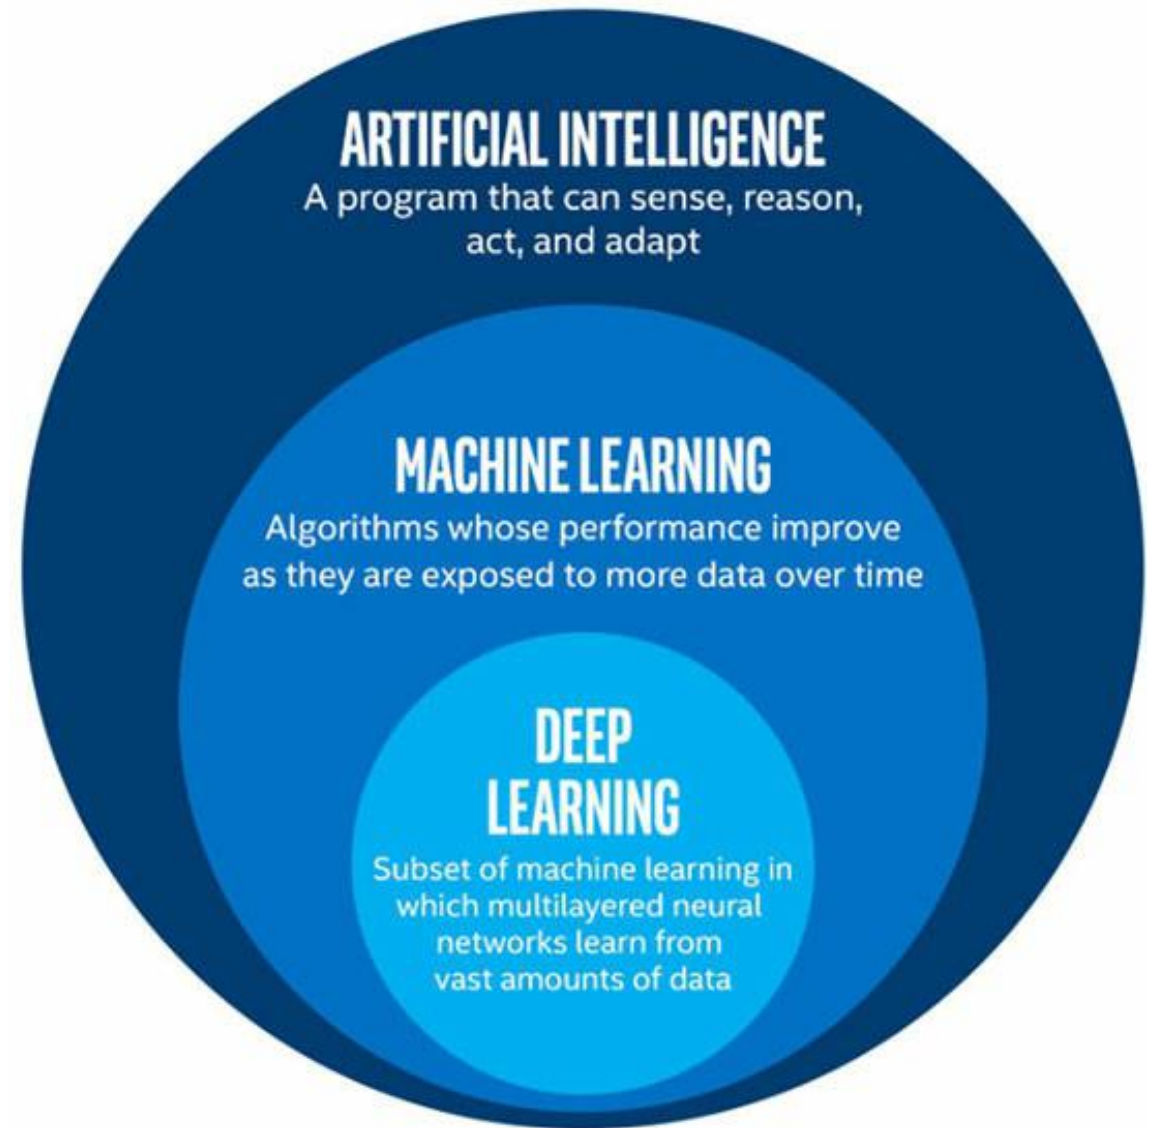 ARTIFICIAL INTELLIGENCE
A program that can sense, reason,
act, and adapt
MACHINE LEARNING
Algorithms whose performance improve
as they are exposed to more data over time
DEEP
LEARNING
Subset of machine learning in
which multilayered neural
networks learn from
vast amounts of data